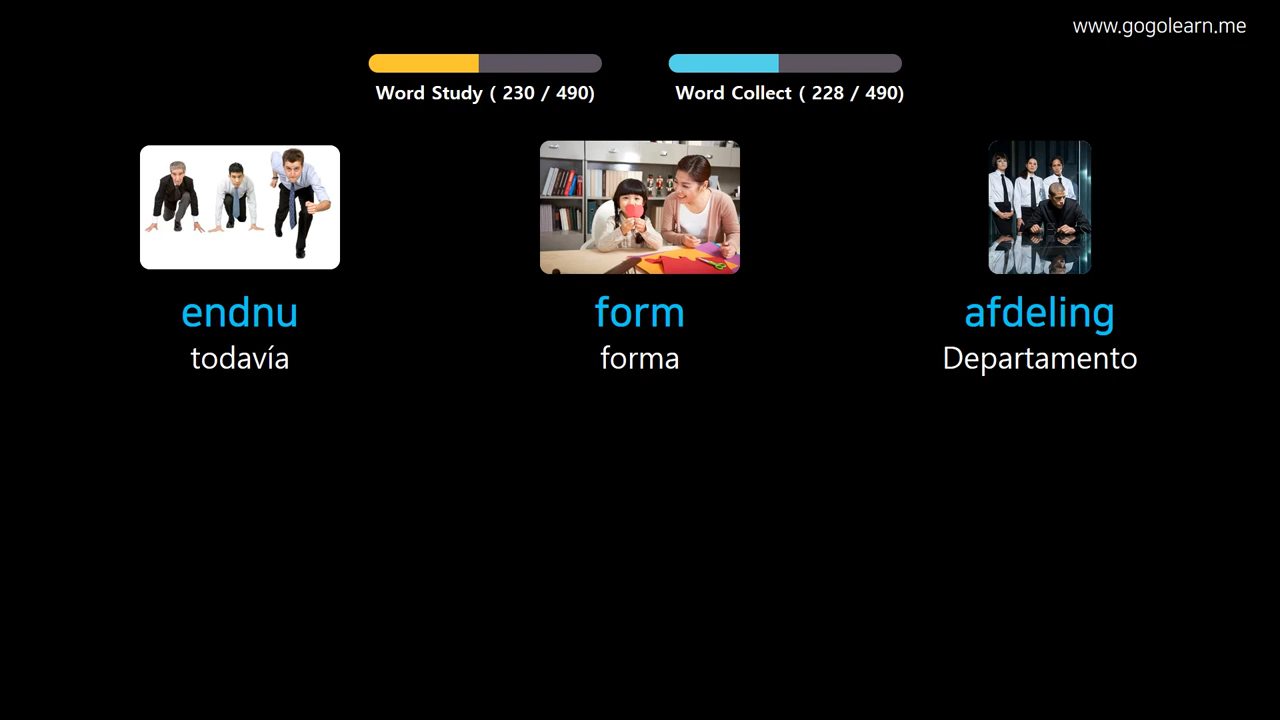 www.gogolearn.me
Word Study ( 230 / 490)
Word Collect ( 228 / 490)
endnu
todavía
form
forma
afdeling
Departamento